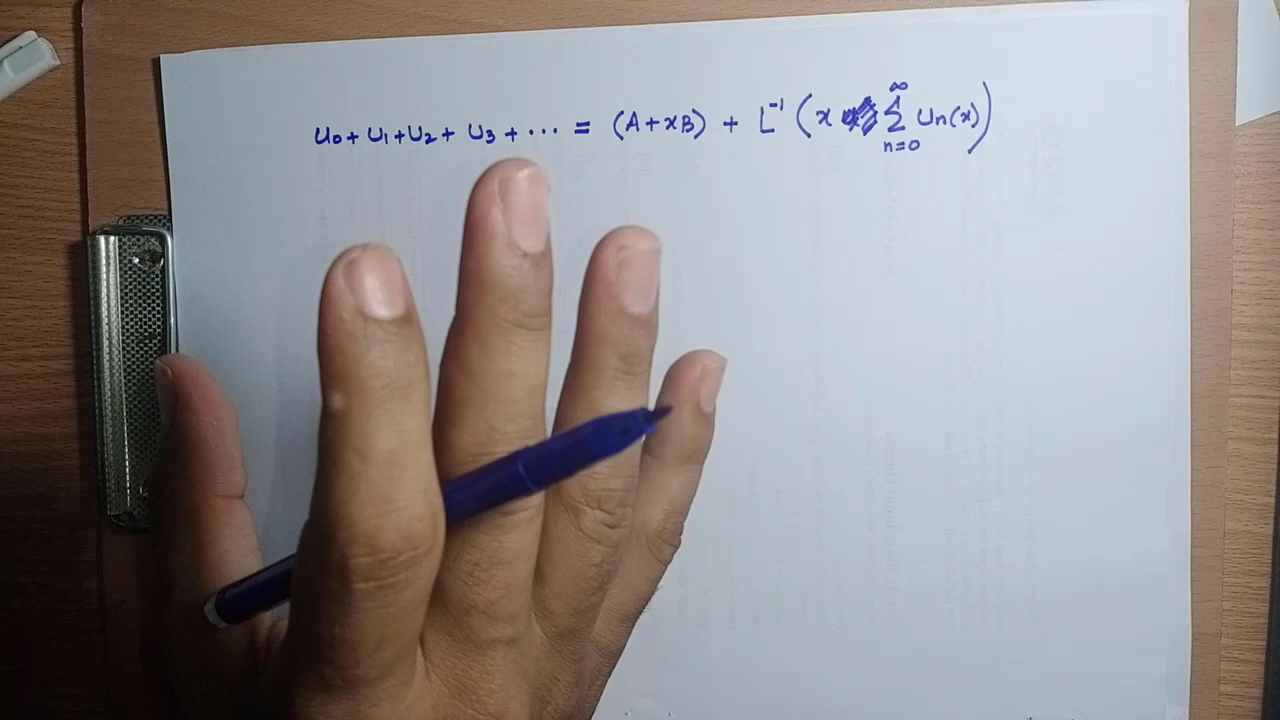 u₀ + u₁ + u₂ + u₃ + ⋯ = (A + xB) + L⁻¹ (x ∑_{n=0}^{∞} uₙ(x))